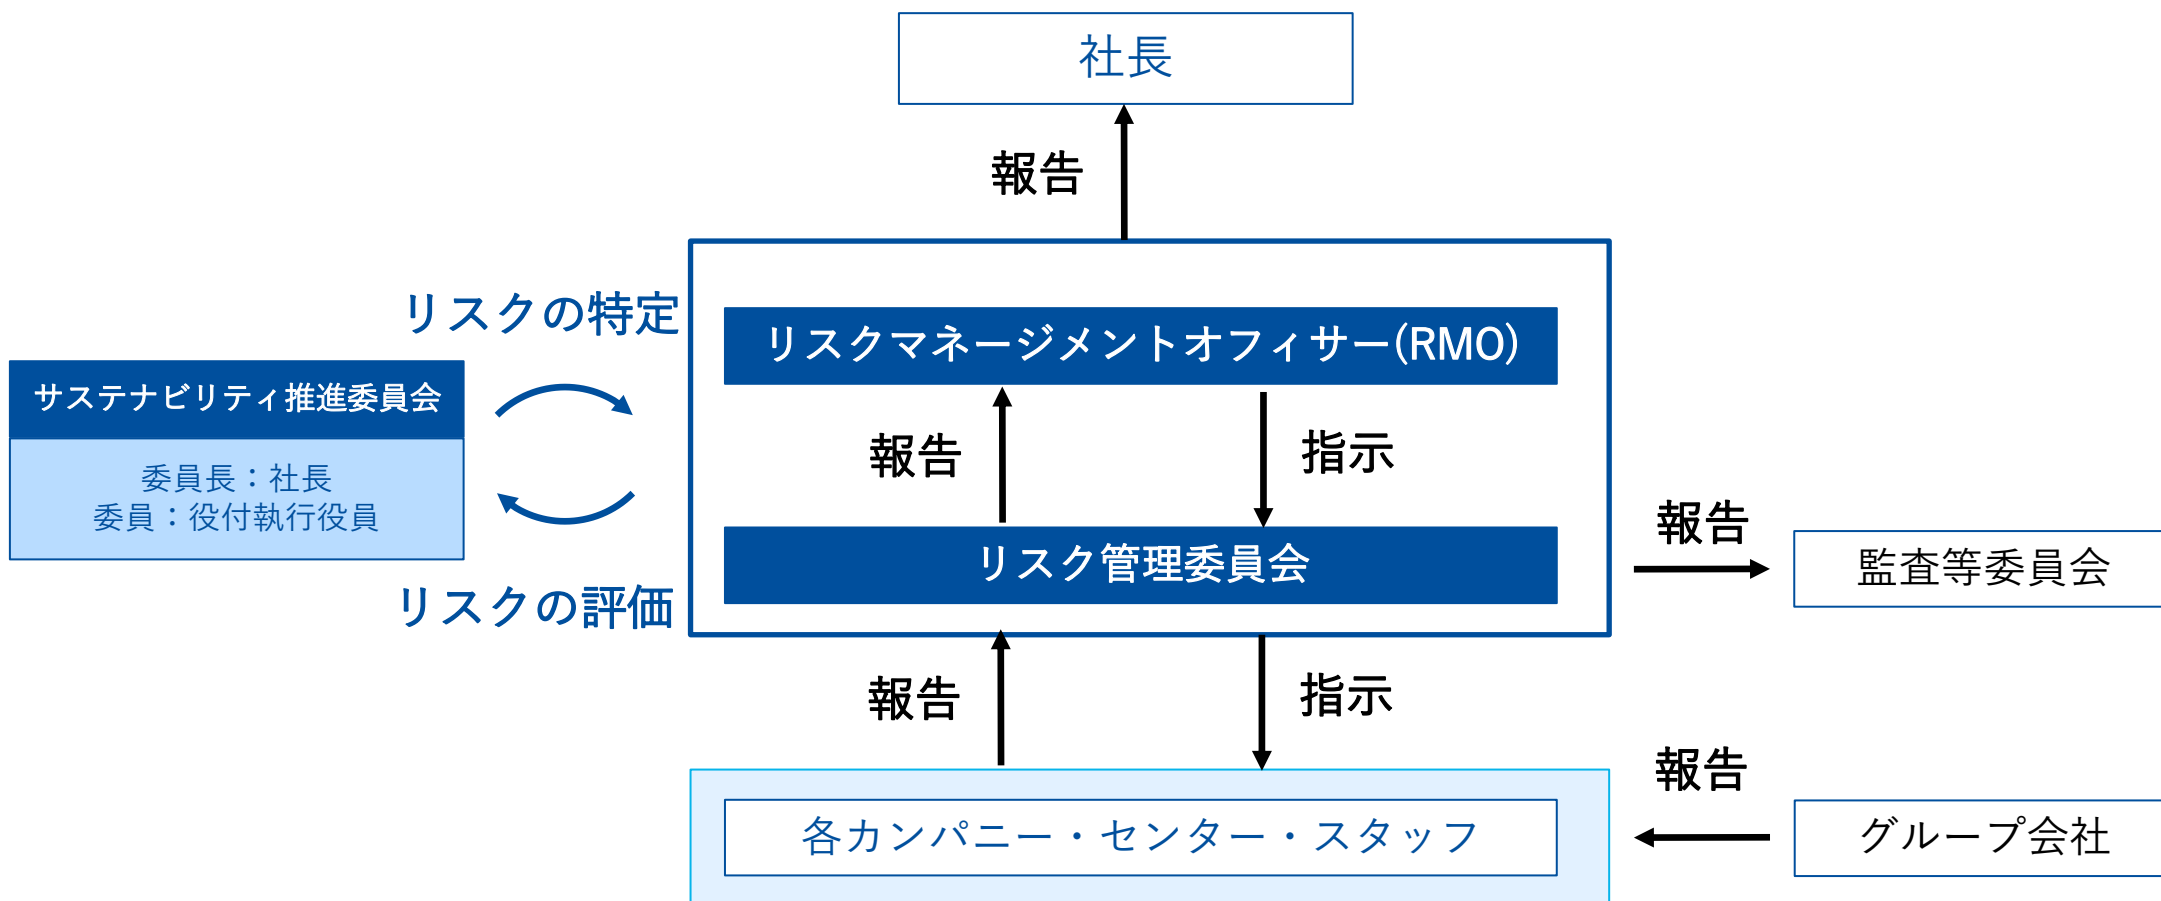 社長
報告
リスクの特定
リスクマネージメントオフィサー(RMO)
サステナビリティ推進委員会
委員長：社長
委員：役付執行役員
報告
指示
リスク管理委員会
リスクの評価
報告
監査等委員会
報告
指示
報告
各カンパニー・センター・スタッフ
グループ会社